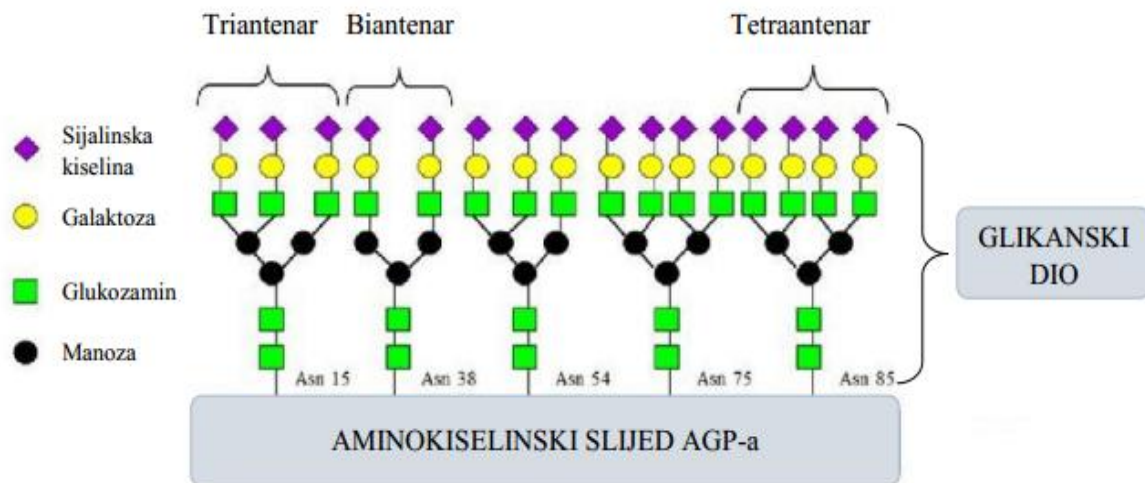 Triantenar
Biantenar
Tetraantenar
Sijalinska
kiselina
Galaktoza
Glukozamin
Manoza
GLIKANSKI
DIO
Asn 15
Asn 38
Asn 54
Asn 75
Asn 85
AMINOKISELINSKI SLIJED AGP-a